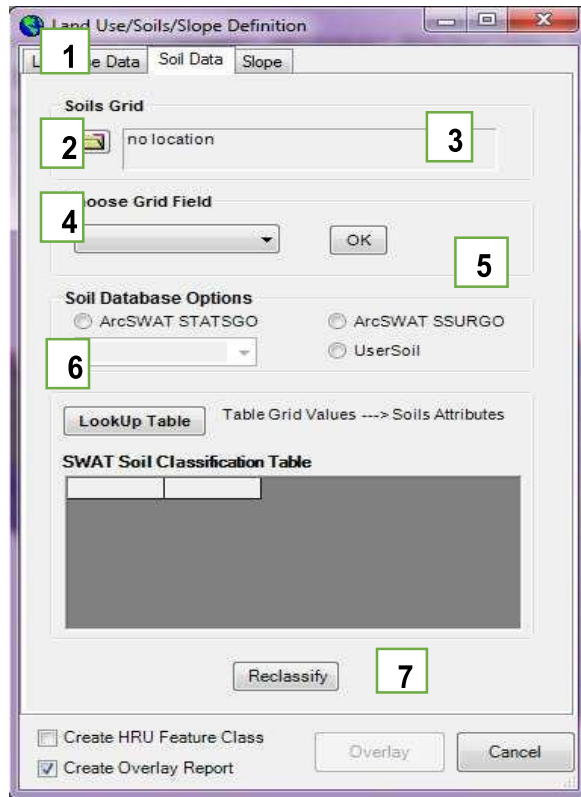 Land Use/Soils/Slope Definition
1
L e Data Soil Data Slope
Soils Grid
2 no location 3
4 hoose Grid Field
OK
5
Soil Database Options
ArcSWAT STATSGO ArcSWAT SSURGO
6 UserSoil
LookUp Table Table Grid Values ---> Soils Attributes
SWAT Soil Classification Table
Reclassify 7
Create HRU Feature Class
Overlay Cancel
Create Overlay Report